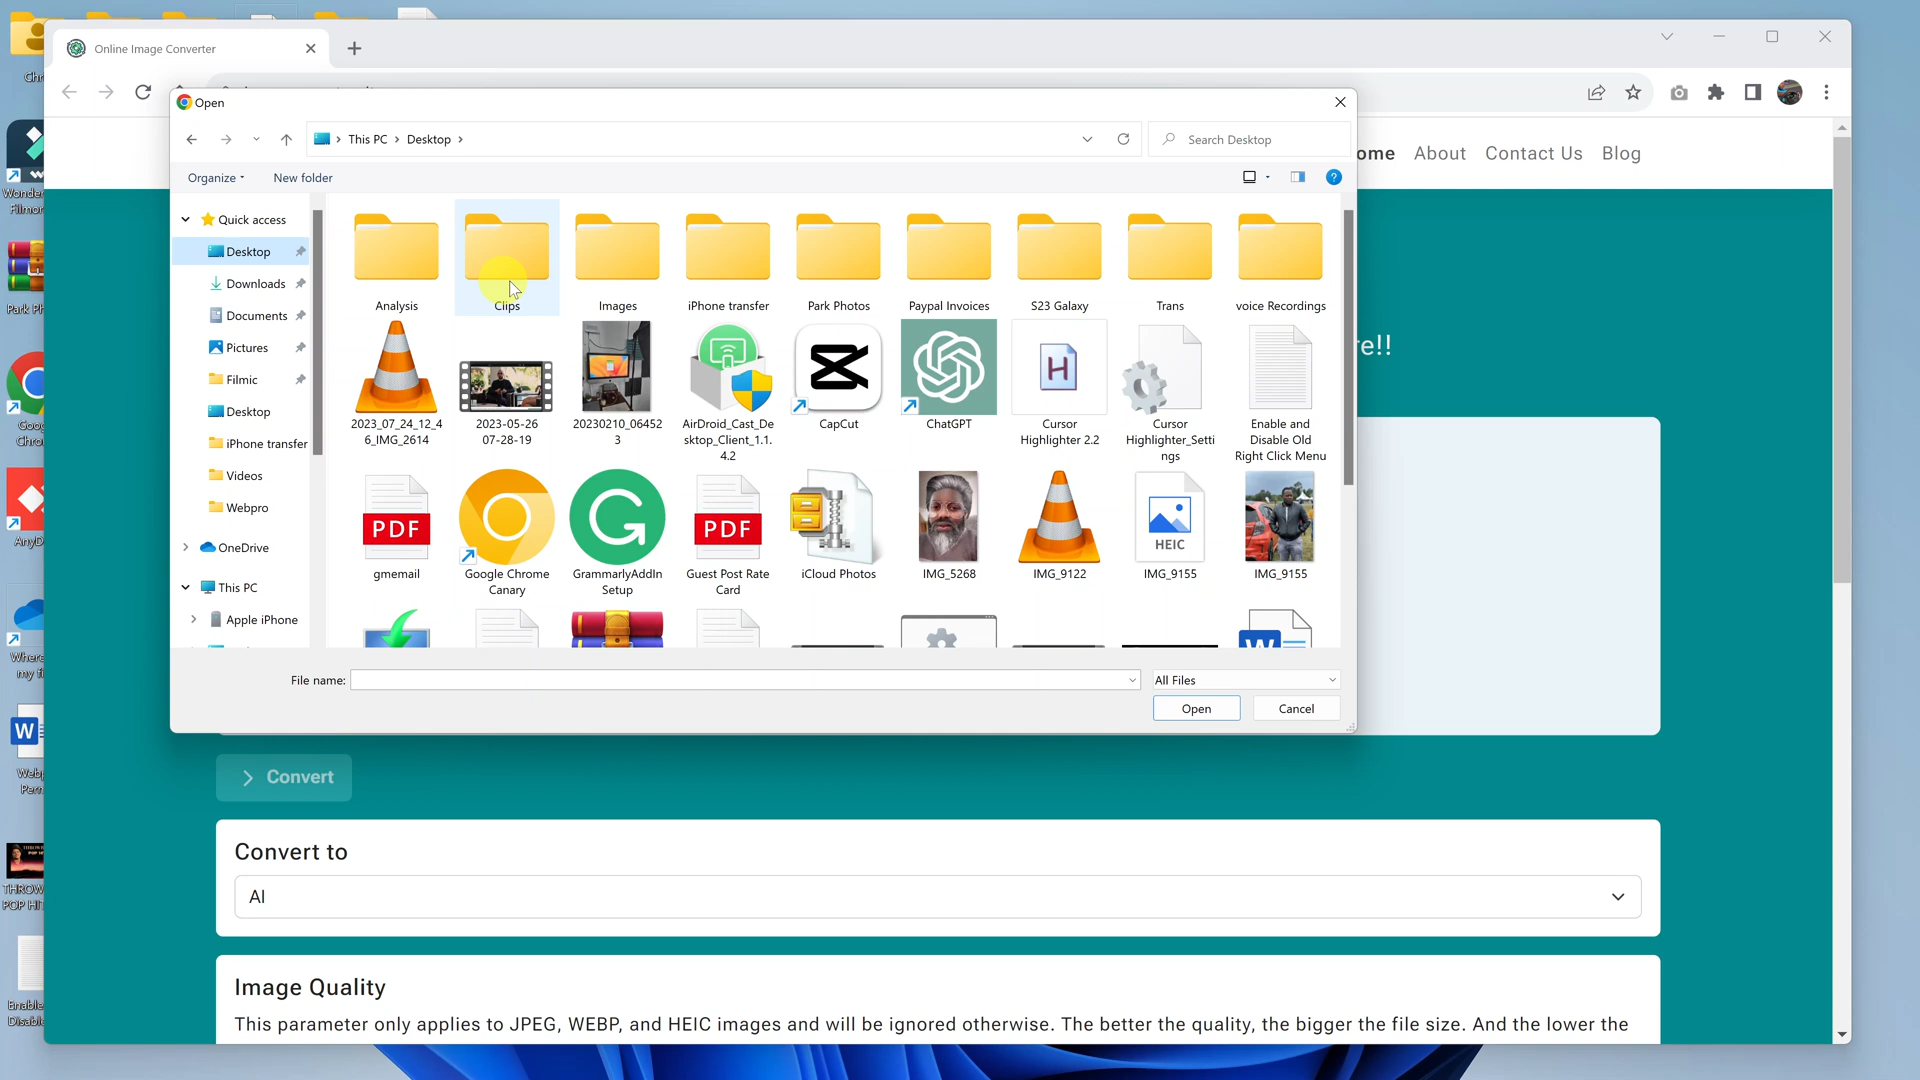 Online Image Converter
Open
This PC
Desktop
Search Desktop
Organize
New folder
Home About Contact Us Blog
Quick access
Desktop
Downloads
Documents
Pictures
Filmic
Desktop
iPhone transfer
Videos
Webpro
OneDrive
This PC
Apple iPhone
Analysis
Clips
Images
iPhone transfer
Park Photos
Paypal Invoices
S23 Galaxy
Trans
voice Recordings
2023_07_24_12_4
6_IMG_2614
2023-05-26
07-28-19
20230210_06452
3
AirDroid_Cast_De
sktop_Client_1.1.
4.2
CapCut
ChatGPT
Cursor
Highlighter 2.2
Cursor
Highlighter_Setti
ngs
Enable and
Disable Old
Right Click Menu
PDF
gmemail
Google Chrome
Canary
GrammarlyAddIn
Setup
PDF
Guest Post Rate
Card
iCloud Photos
IMG_5268
IMG_9122
HEIC
IMG_9155
IMG_9155
File name:
All Files
Open
Cancel
re!!
Convert
Convert to
AI
Image Quality
This parameter only applies to JPEG, WEBP, and HEIC images and will be ignored otherwise. The better the quality, the bigger the file size. And the lower the